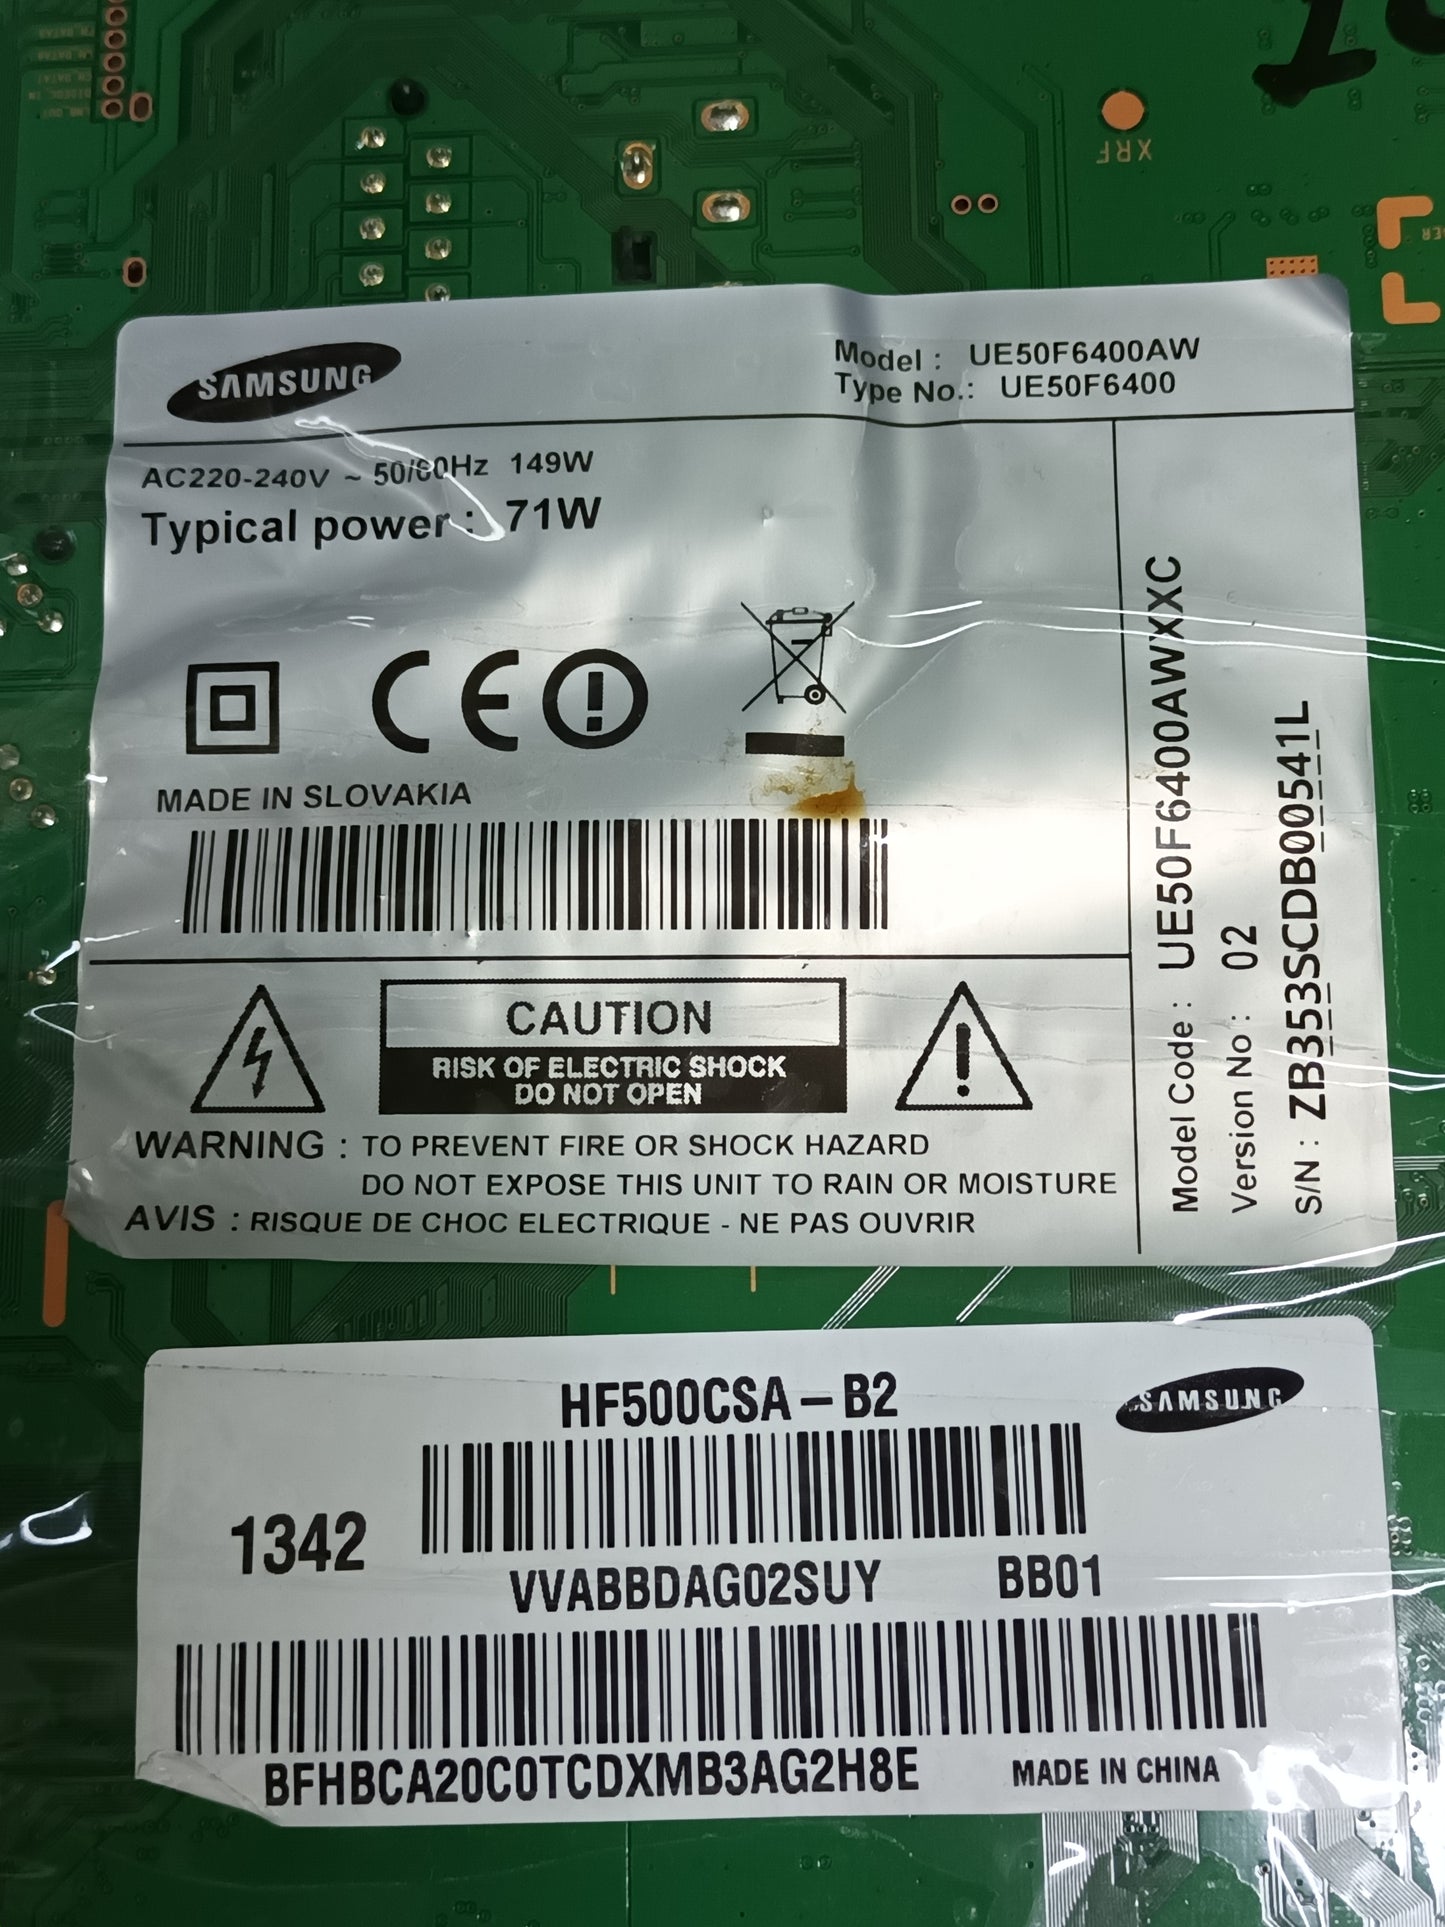 XRF
SAMSUNG
Model : UE50F6400AW
Type No.: UE50F6400
AC220-240V ~ 50/60Hz 149W
Typical power : 71W
CE
MADE IN SLOVAKIA
Model Code : UE50F6400AWXXC
Version No : 02
S/N : ZB353SCDB00541L
CAUTION
RISK OF ELECTRIC SHOCK
DO NOT OPEN
WARNING : TO PREVENT FIRE OR SHOCK HAZARD
DO NOT EXPOSE THIS UNIT TO RAIN OR MOISTURE
AVIS : RISQUE DE CHOC ELECTRIQUE - NE PAS OUVRIR
HF500CSA-B2
SAMSUNG
1342
VVABBDAG02SUY BB01
BFHBCA20C0TCDXMB3AG2H8E MADE IN CHINA